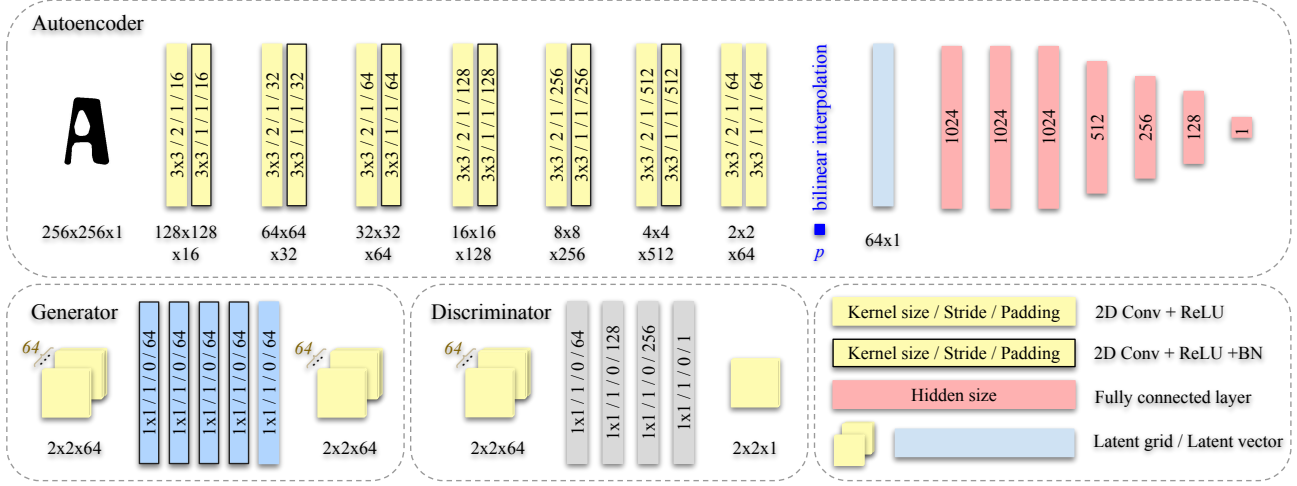 Autoencoder
256x256x1
3x3 / 2 / 1 / 16
3x3 / 1 / 1 / 16
128x128
x16
3x3 / 2 / 1 / 32
3x3 / 1 / 1 / 32
64x64
x32
3x3 / 2 / 1 / 64
3x3 / 1 / 1 / 64
32x32
x64
3x3 / 2 / 1 / 128
3x3 / 1 / 1 / 128
16x16
x128
3x3 / 2 / 1 / 256
3x3 / 1 / 1 / 256
8x8
x256
3x3 / 2 / 1 / 512
3x3 / 1 / 1 / 512
4x4
x512
3x3 / 2 / 1 / 64
3x3 / 1 / 1 / 64
2x2
x64
bilinear interpolation
p
64x1
1024
1024
1024
512
256
128
1
Generator
64
2x2x64
1x1 / 1 / 0 / 64
1x1 / 1 / 0 / 64
1x1 / 1 / 0 / 64
1x1 / 1 / 0 / 64
1x1 / 1 / 0 / 64
64
2x2x64
Discriminator
64
2x2x64
1x1 / 1 / 0 / 64
1x1 / 1 / 0 / 128
1x1 / 1 / 0 / 256
1x1 / 1 / 0 / 1
2x2x1
Kernel size / Stride / Padding
2D Conv + ReLU
Kernel size / Stride / Padding
2D Conv + ReLU +BN
Hidden size
Fully connected layer
Latent grid / Latent vector